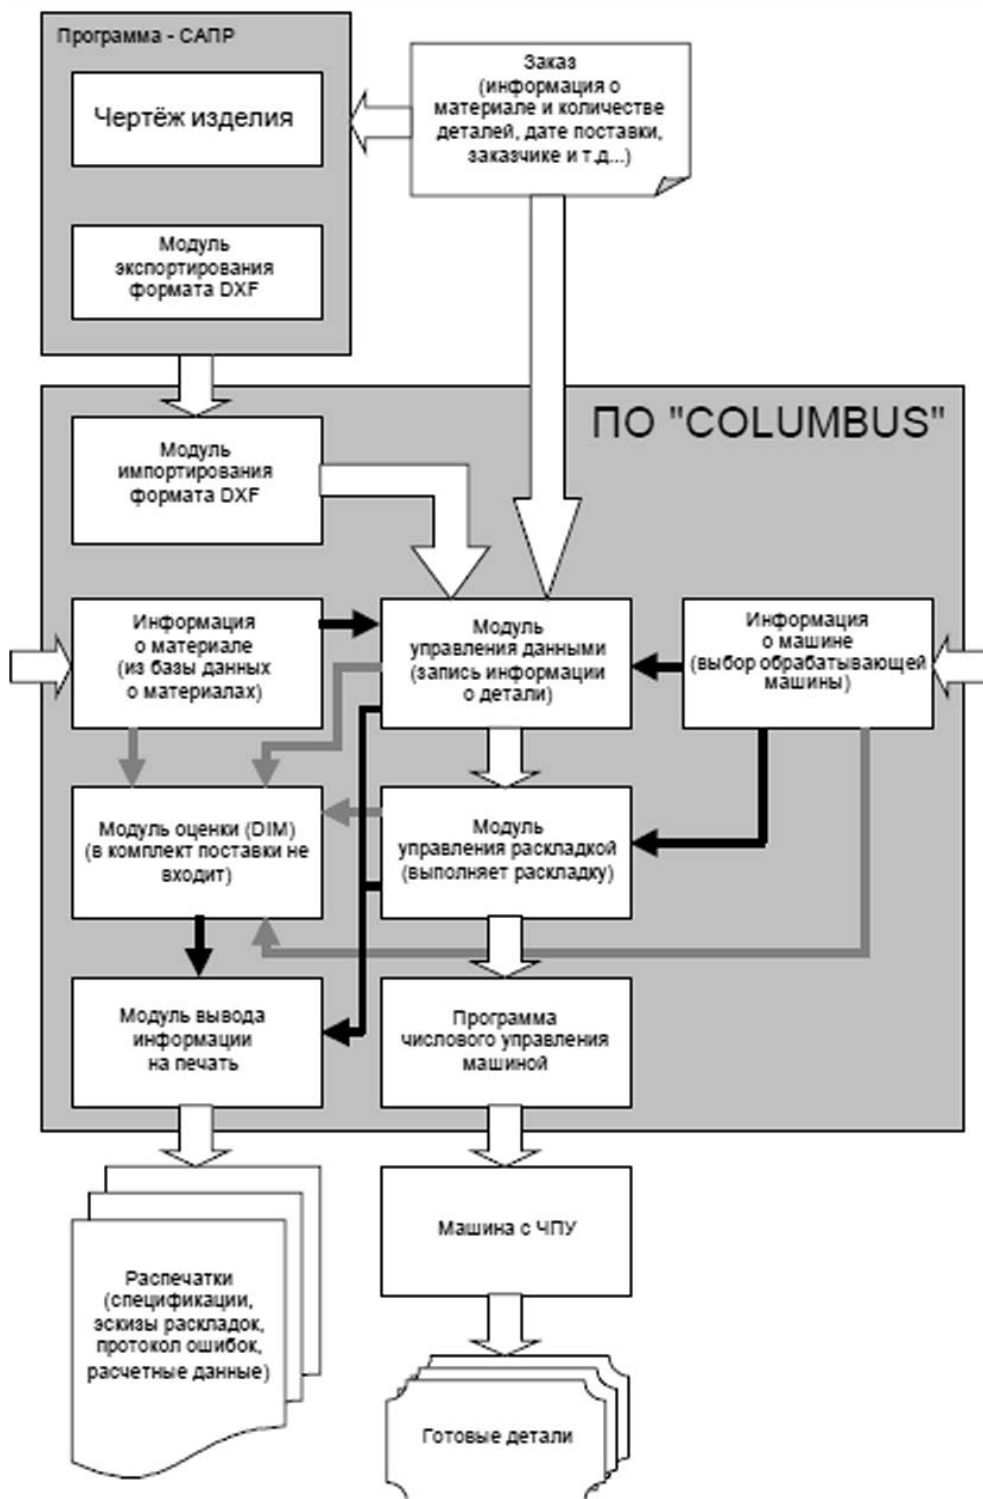 Программа - САПР
Чертёж изделия
Модуль
экспортирования
формата DXF
Заказ
(информация о
материале и количестве
деталей, дате поставки,
заказчике и т.д...)
ПО "COLUMBUS"
Модуль
импортирования
формата DXF
Информация
о материале
(из базы данных
о материалах)
Модуль
управления данными
(запись информации
о детали)
Информация
о машине
(выбор обрабатывающей
машины)
Модуль оценки (DIM)
(в комплект поставки не
входит)
Модуль
управления раскладкой
(выполняет раскладку)
Модуль вывода
информации
на печать
Программа
числового управления
машиной
Распечатки
(спецификации,
эскизы раскладок,
протокол ошибок,
расчетные данные)
Машина с ЧПУ
Готовые детали